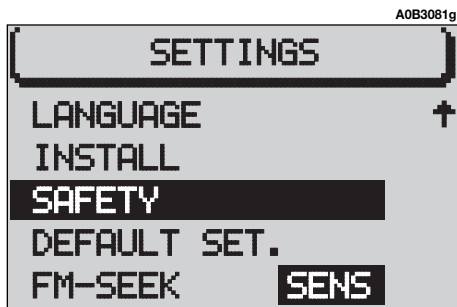 A0B3081g
SETTINGS
LANGUAGE ↑
INSTALL
SAFETY
DEFAULT SET.
FM-SEEK SENS